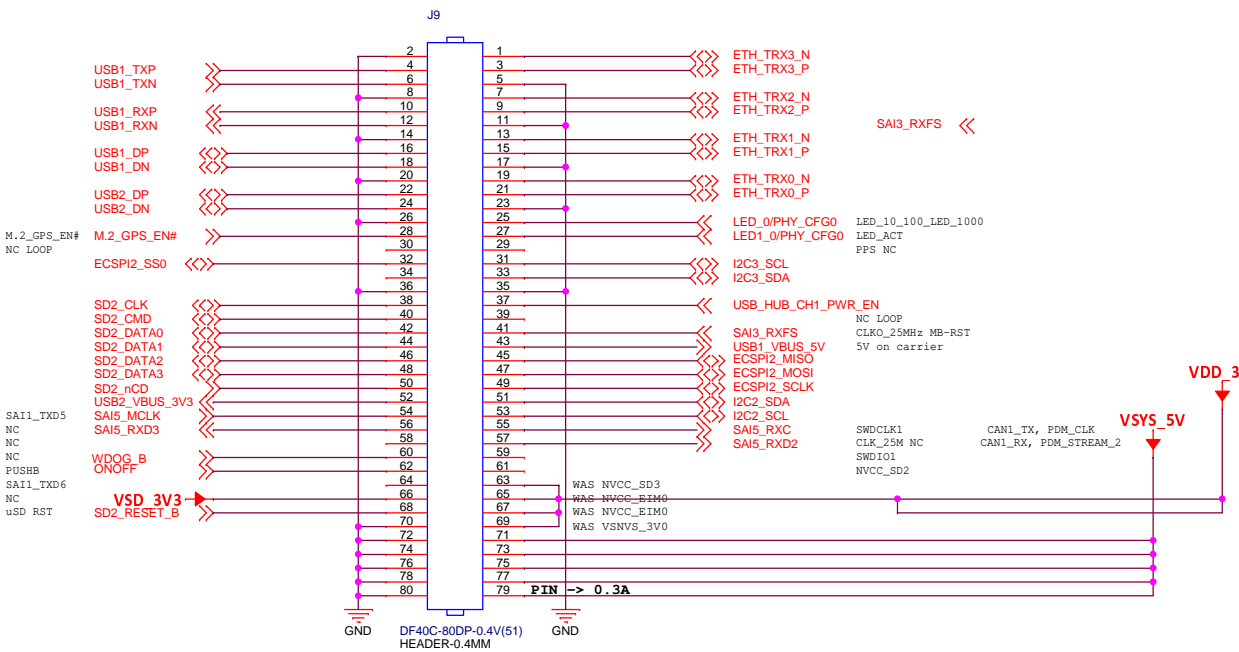 J9
2 1 ETH_TRX3_N
USB1_TXP 4 3 ETH_TRX3_P
USB1_TXN 6 5
8 7 ETH_TRX2_N
USB1_RXP 10 9 ETH_TRX2_P
USB1_RXN 12 11 SAI3_RXFS
14 13 ETH_TRX1_N
USB1_DP 16 15 ETH_TRX1_P
USB1_DN 18 17
20 19 ETH_TRX0_N
USB2_DP 22 21 ETH_TRX0_P
USB2_DN 24 23
26 25 LED_0/PHY_CFG0 LED_10_100_LED_1000
M.2_GPS_EN# M.2_GPS_EN# 28 27 LED1_0/PHY_CFG0 LED_ACT
NC LOOP 30 29 PPS NC
ECSPI2_SS0 32 31 I2C3_SCL
34 33 I2C3_SDA
36 35
SD2_CLK 38 37 USB_HUB_CH1_PWR_EN
SD2_CMD 40 39 NC LOOP
SD2_DATA0 42 41 SAI3_RXFS CLKO_25MHz MB-RST
SD2_DATA1 44 43 USB1_VBUS_5V 5V on carrier
SD2_DATA2 46 45 ECSPI2_MISO
SD2_DATA3 48 47 ECSPI2_MOSI
SD2_nCD 50 49 ECSPI2_SCLK
VDD_3
USB2_VBUS_3V3 52 51 I2C2_SDA
SAI1_TXD5 SAI5_MCLK 54 53 I2C2_SCL
VSYS_5V
NC SAI5_RXD3 56 55 SAI5_RXC SWDCLK1 CAN1_TX, PDM_CLK
NC 58 57 SAI5_RXD2 CLK_25M NC CAN1_RX, PDM_STREAM_2
NC WDOG_B 60 59 SWDIO1
PUSHB ONOFF 62 61 NVCC_SD2
SAI1_TXD6 64 63 WAS NVCC_SD3
NC VSD_3V3 66 65 WAS NVCC_EIM0
uSD RST SD2_RESET_B 68 67 WAS NVCC_EIM0
70 69 WAS VSNVS_3V0
72 71
74 73
76 75
78 77
80 79 PIN -> 0.3A
GND DF40C-80DP-0.4V(51) GND
HEADER-0.4MM